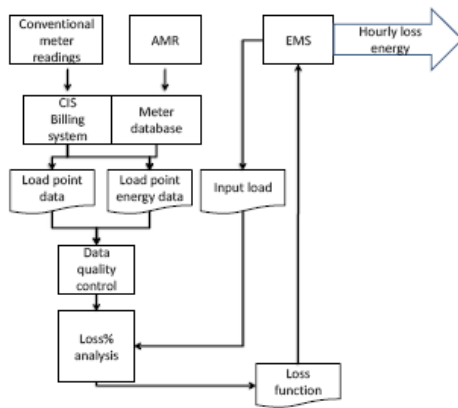 Conventional
meter
readings
AMR
EMS
Hourly loss
energy
CIS
Billing
system
Meter
database
Load point
data
Load point
energy data
Input load
Data
quality
control
Loss%
analysis
Loss
function